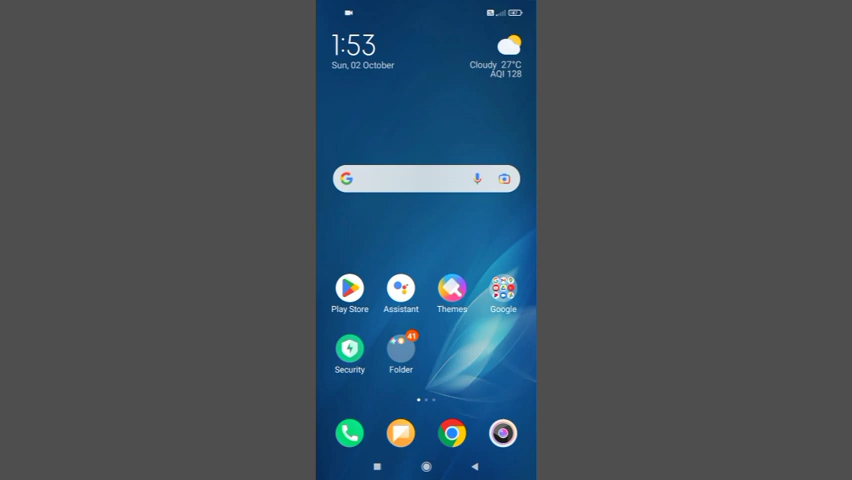 1:53
Sun, 02 October
Cloudy 27°C
AQI 128
Play Store
Assistant
Themes
Google
41
Security
Folder